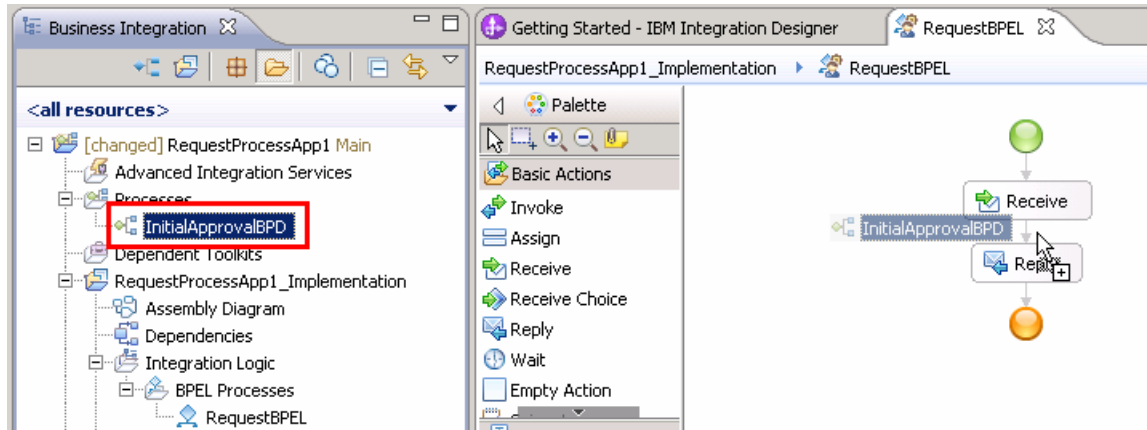 Business Integration
<all resources>
[changed] RequestProcessApp1 Main
Advanced Integration Services
Processes
InitialApprovalBPD
Dependent Toolkits
RequestProcessApp1_Implementation
Assembly Diagram
Dependencies
Integration Logic
BPEL Processes
RequestBPEL
Getting Started - IBM Integration Designer
RequestBPEL
RequestProcessApp1_Implementation
RequestBPEL
Palette
Basic Actions
Invoke
Assign
Receive
Receive Choice
Reply
Wait
Empty Action
Receive
InitialApprovalBPD
Reply